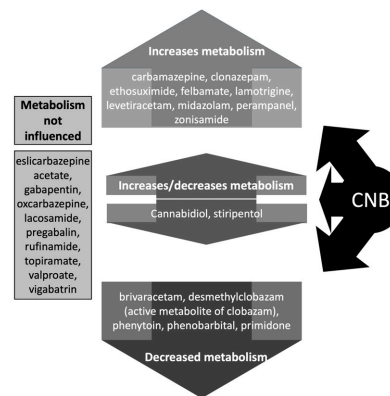 Increases metabolism
carbamazepine, clonazepam,
ethosuximide, felbamate, lamotrigine,
levetiracetam, midazolam, perampanel,
zonisamide
Metabolism
not
influenced
eslicarbazepine
acetate,
gabapentin,
oxcarbazepine,
lacosamide,
pregabalin,
rufinamide,
topiramate,
valproate,
vigabatrin
Increases/decreases metabolism
Cannabidiol, stiripentol
CNB
brivaracetam, desmethylclobazam
(active metabolite of clobazam),
phenytoin, phenobarbital, primidone
Decreased metabolism